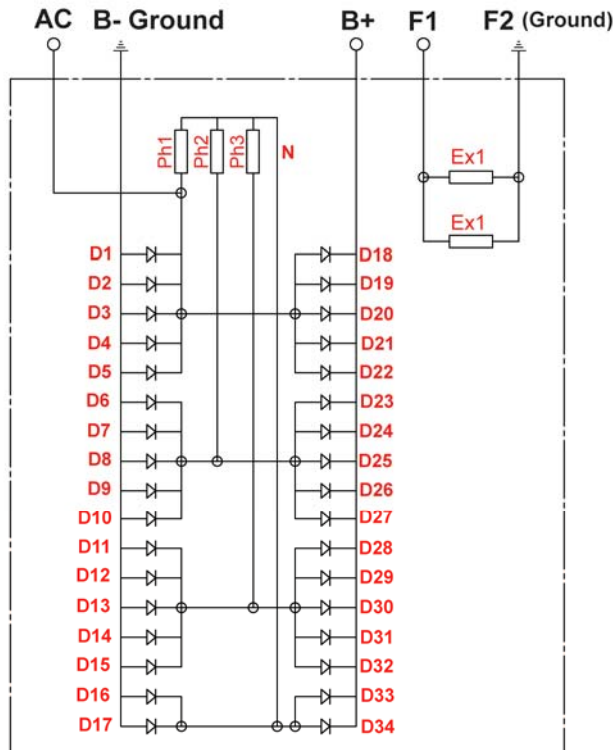 AC B- Ground B+ F1 F2 (Ground)
Ph1 Ph2 Ph3 N
Ex1
Ex1
D1 D18
D2 D19
D3 D20
D4 D21
D5 D22
D6 D23
D7 D24
D8 D25
D9 D26
D10 D27
D11 D28
D12 D29
D13 D30
D14 D31
D15 D32
D16 D33
D17 D34